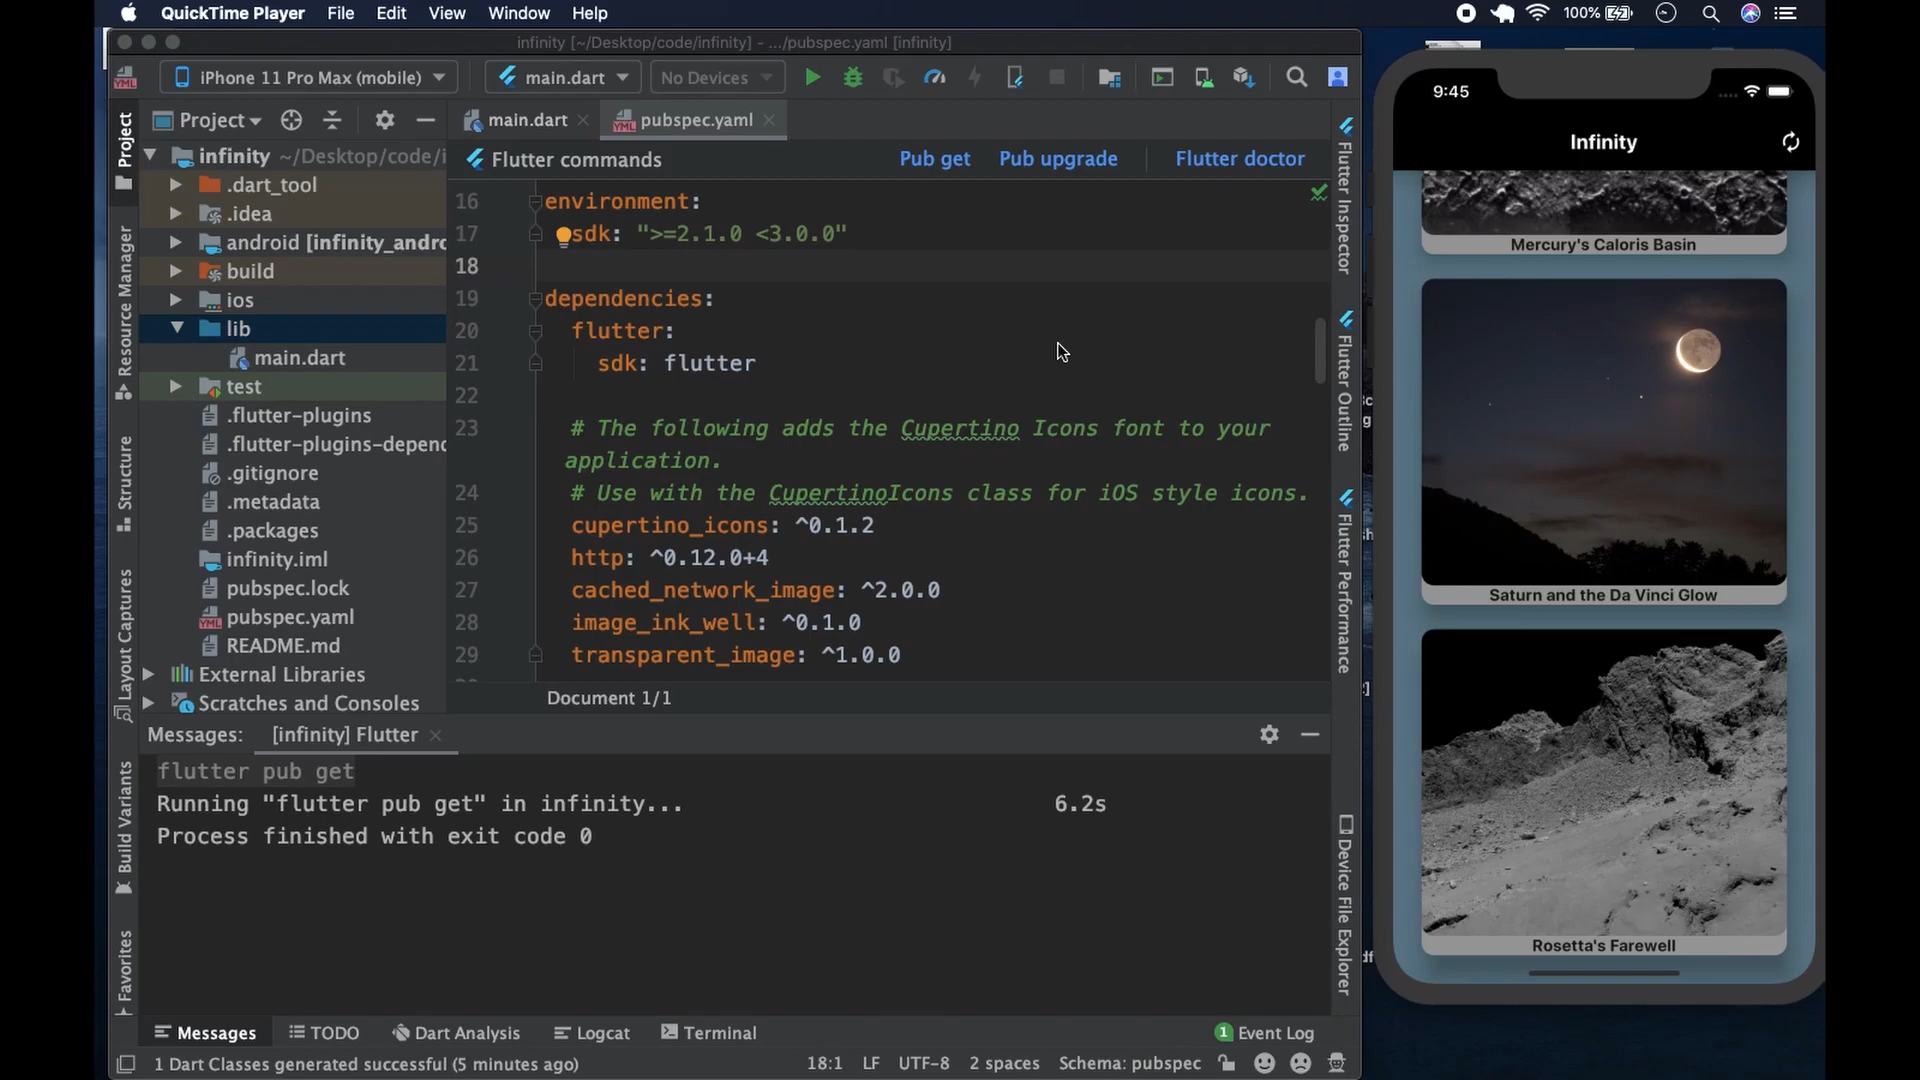 QuickTime Player File Edit View Window Help
100%
infinity [~/Desktop/code/infinity] - .../pubspec.yaml [infinity]
iPhone 11 Pro Max (mobile)
main.dart
No Devices
Project
main.dart
pubspec.yaml
Flutter commands
Pub get
Pub upgrade
Flutter doctor
Project
Resource Manager
Structure
Layout Captures
Build Variants
Favorites
infinity ~/Desktop/code/i
.dart_tool
.idea
android [infinity_andro
build
ios
lib
main.dart
test
.flutter-plugins
.flutter-plugins-depend
.gitignore
.metadata
.packages
infinity.iml
pubspec.lock
pubspec.yaml
README.md
External Libraries
Scratches and Consoles
16 environment:
17 sdk: ">=2.1.0 <3.0.0"
18
19 dependencies:
20 flutter:
21 sdk: flutter
22
23 # The following adds the Cupertino Icons font to your
application.
24 # Use with the CupertinoIcons class for iOS style icons.
25 cupertino_icons: ^0.1.2
26 http: ^0.12.0+4
27 cached_network_image: ^2.0.0
28 image_ink_well: ^0.1.0
29 transparent_image: ^1.0.0
Document 1/1
Flutter Inspector
Flutter Outline
Flutter Performance
Device File Explorer
Messages: [infinity] Flutter
flutter pub get
Running "flutter pub get" in infinity... 6.2s
Process finished with exit code 0
Messages
TODO
Dart Analysis
Logcat
Terminal
1 Event Log
1 Dart Classes generated successful (5 minutes ago)
18:1 LF UTF-8 2 spaces Schema: pubspec
9:45
Infinity
Mercury's Caloris Basin
Saturn and the Da Vinci Glow
Rosetta's Farewell